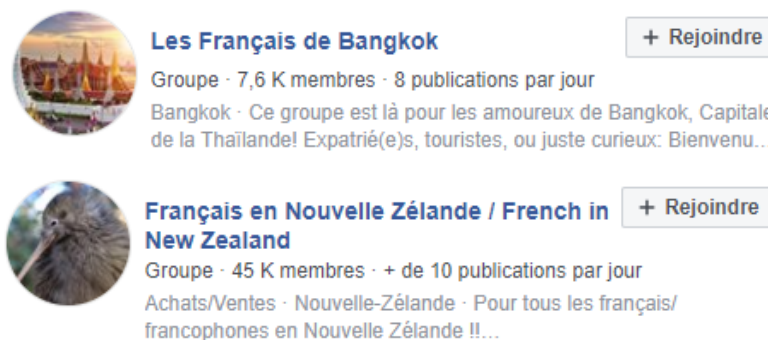 Les Français de Bangkok
+ Rejoindre
Groupe · 7,6 K membres · 8 publications par jour
Bangkok · Ce groupe est là pour les amoureux de Bangkok, Capitale
de la Thaïlande! Expatrié(e)s, touristes, ou juste curieux: Bienvenu...
Français en Nouvelle Zélande / French in
New Zealand
+ Rejoindre
Groupe · 45 K membres · + de 10 publications par jour
Achats/Ventes · Nouvelle-Zélande · Pour tous les français/
francophones en Nouvelle Zélande !!...